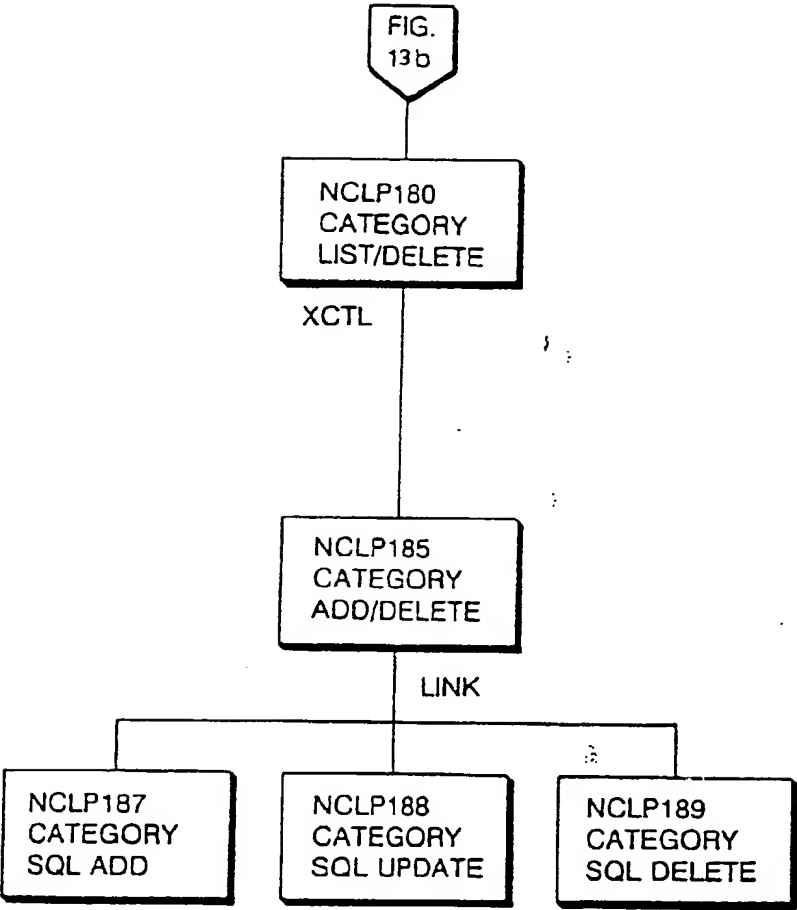 FIG.
13b
NCLP180
CATEGORY
LIST/DELETE
XCTL
NCLP185
CATEGORY
ADD/DELETE
LINK
NCLP187
CATEGORY
SQL ADD
NCLP188
CATEGORY
SQL UPDATE
NCLP189
CATEGORY
SQL DELETE